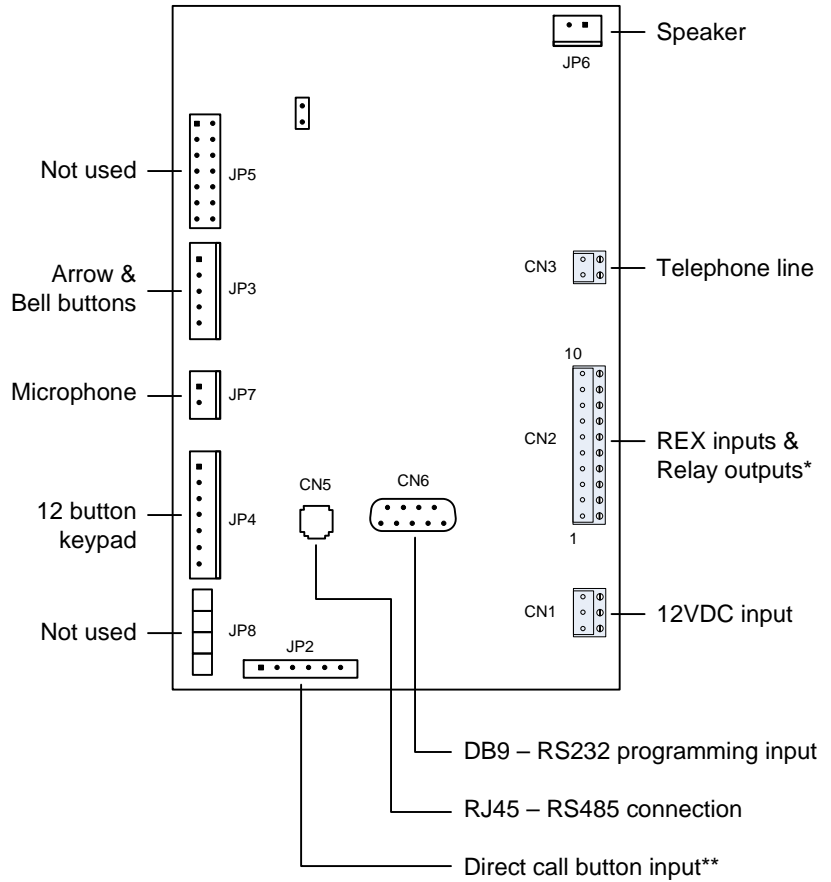 Speaker
JP6
Not used
JP5
Arrow &
Bell buttons
JP3
CN3
Telephone line
10
Microphone
JP7
CN2
REX inputs &
Relay outputs*
12 button
keypad
JP4
CN5
CN6
1
Not used
JP8
JP2
CN1
12VDC input
DB9 – RS232 programming input
RJ45 – RS485 connection
Direct call button input**